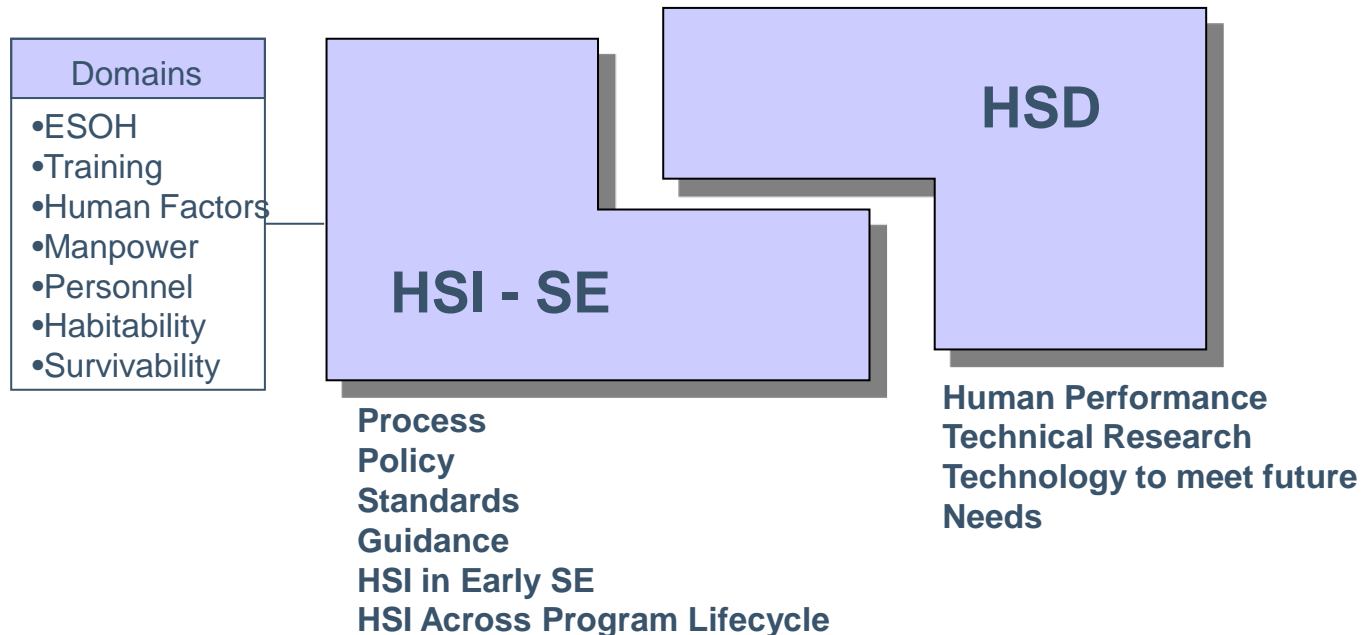 Domains
•ESOH
•Training
•Human Factors
•Manpower
•Personnel
•Habitability
•Survivability
HSI - SE
Process
Policy
Standards
Guidance
HSI in Early SE
HSI Across Program Lifecycle
HSD
Human Performance
Technical Research
Technology to meet future
Needs